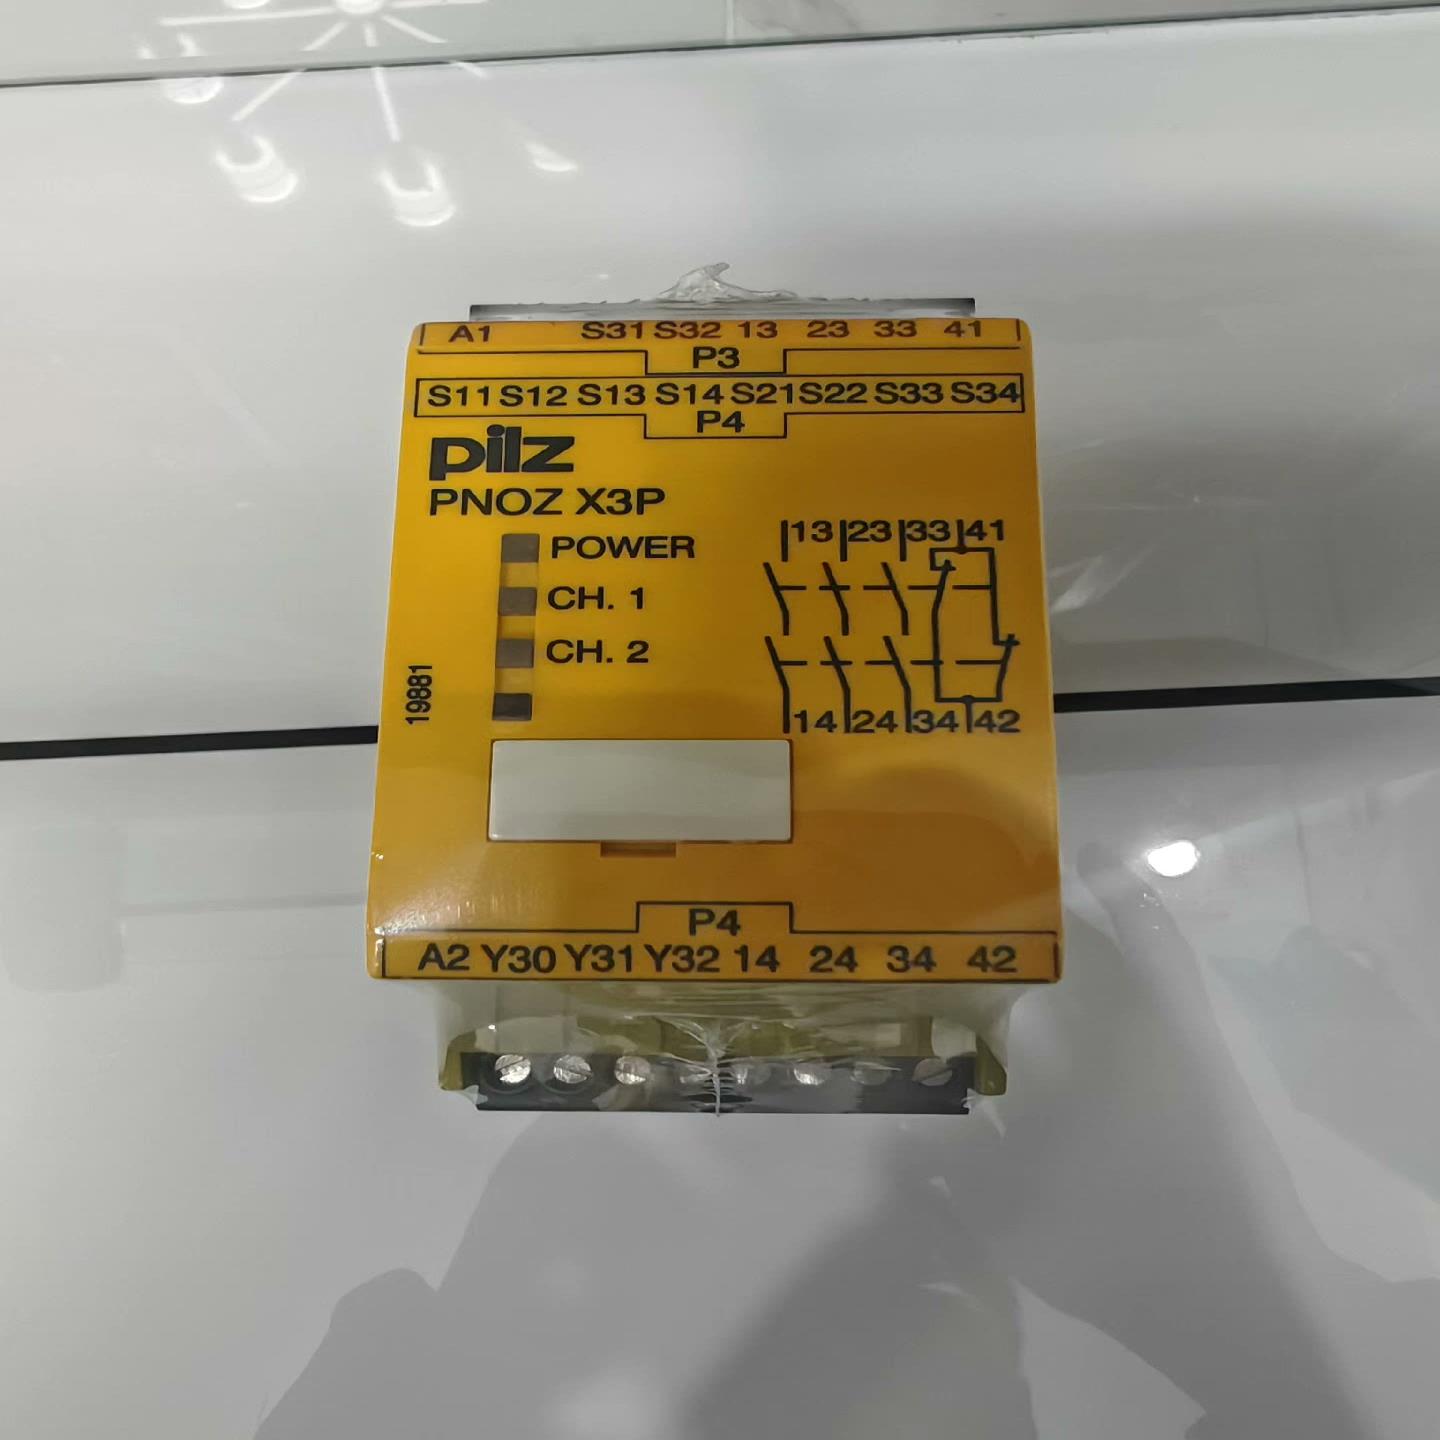 A1 S31 S32 13 23 33 41
P3
S11 S12 S13 S14 S21 S22 S33 S34
P4
pilz
PNOZ X3P
POWER
CH. 1
CH. 2
13 23 33 41
14 24 34 42
19881
P4
A2 Y30 Y31 Y32 14 24 34 42